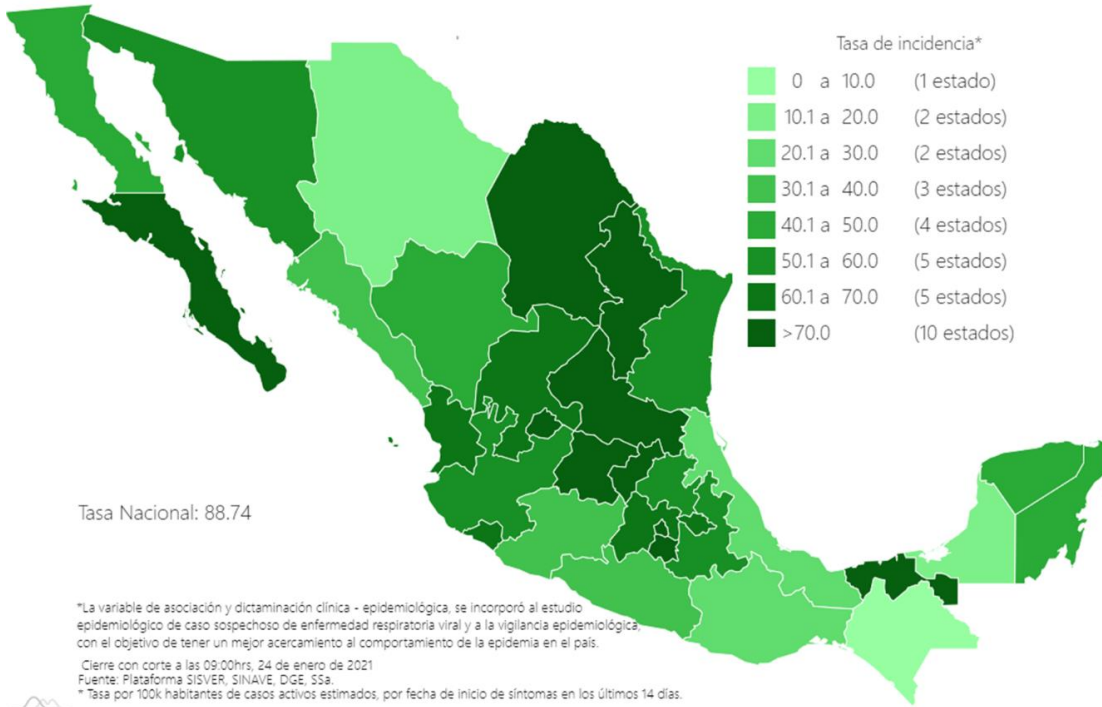 Tasa de incidencia*
0 a 10.0 (1 estado)
10.1 a 20.0 (2 estados)
20.1 a 30.0 (2 estados)
30.1 a 40.0 (3 estados)
40.1 a 50.0 (4 estados)
50.1 a 60.0 (5 estados)
60.1 a 70.0 (5 estados)
>70.0 (10 estados)
Tasa Nacional: 88.74
*La variable de asociación y dictaminación clínica - epidemiológica, se incorporó al estudio
epidemiológico de caso sospechoso de enfermedad respiratoria viral y a la vigilancia epidemiológica,
con el objetivo de tener un mejor acercamiento al comportamiento de la epidemia en el país.
Cierre con corte a las 09:00hrs, 24 de enero de 2021
Fuente: Plataforma SISVER, SINAVE, DGE, SSa.
* Tasa por 100k habitantes de casos activos estimados, por fecha de inicio de síntomas en los últimos 14 días.